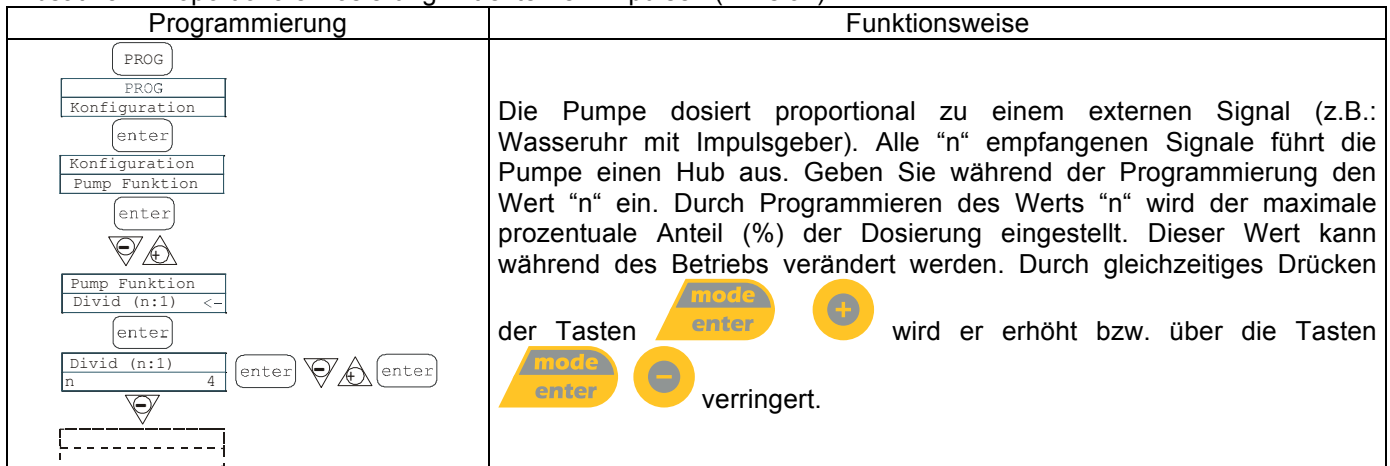 Programmierung
Funktionsweise
PROG
PROG
Konfiguration
enter
Konfiguration
Pump Funktion
enter
Pump Funktion
Divid (n:1) <-
enter
Divid (n:1)
n 4
enter
enter
Die Pumpe dosiert proportional zu einem externen Signal (z.B.:
Wasseruhr mit Impulsgeber). Alle “n” empfangenen Signale führt die
Pumpe einen Hub aus. Geben Sie während der Programmierung den
Wert “n” ein. Durch Programmieren des Werts “n” wird der maximale
prozentuale Anteil (%) der Dosierung eingestellt. Dieser Wert kann
während des Betriebs verändert werden. Durch gleichzeitiges Drücken
der Tasten mode enter + wird er erhöht bzw. über die Tasten
mode enter - verringert.